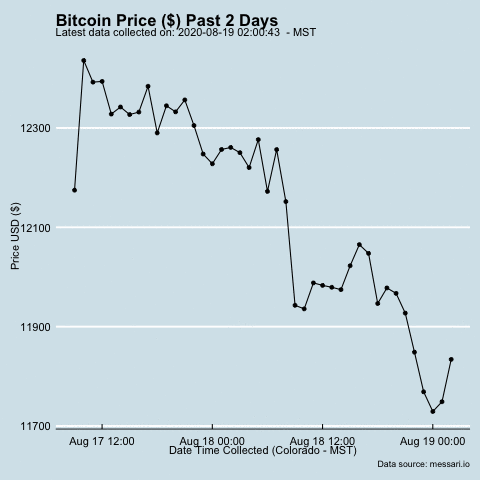 Bitcoin Price ($) Past 2 Days
Latest data collected on: 2020-08-19 02:00:43  - MST
Price USD ($)
12300
12100
11900
11700
Aug 17 12:00
Aug 18 00:00
Aug 18 12:00
Aug 19 00:00
Date Time Collected (Colorado - MST)
Data source: messari.io